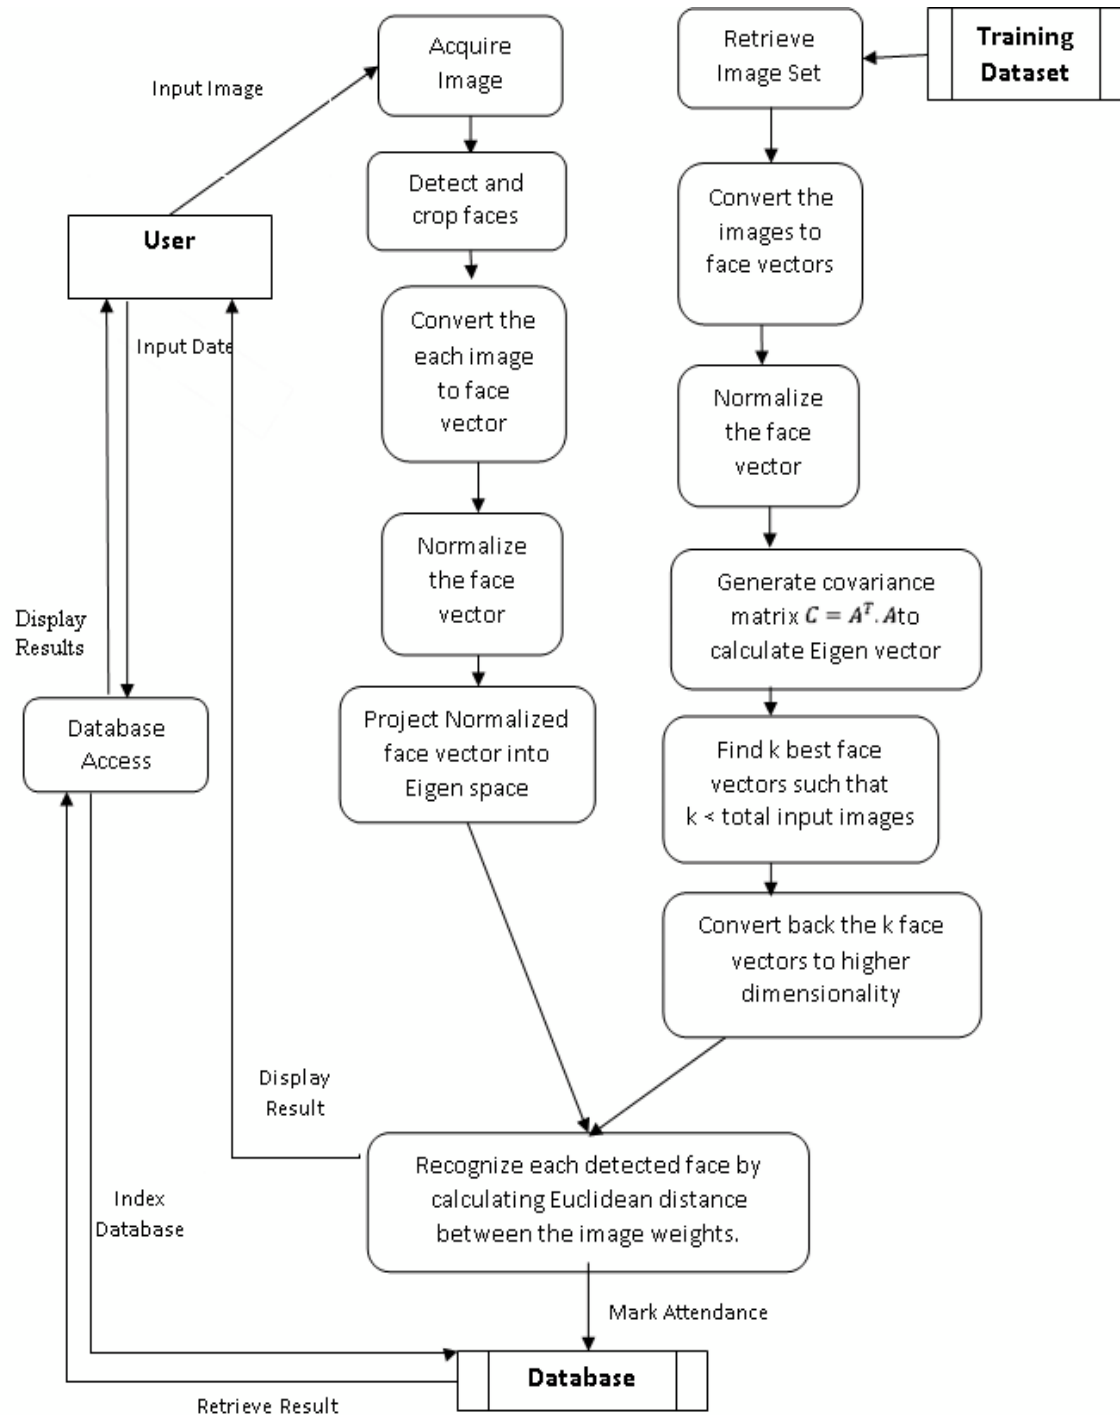 Acquire
Image
Retrieve
Image Set
Training
Dataset
Input Image
Detect and
crop faces
Convert the
images to
face vectors
User
Input Date
Convert the
each image
to face
vector
Normalize
the face
vector
Normalize
the face
vector
Generate covariance
matrix C = Aᵀ. A to
calculate Eigen vector
Display
Results
Database
Access
Project Normalized
face vector into
Eigen space
Find k best face
vectors such that
k < total input images
Convert back the k face
vectors to higher
dimensionality
Display
Result
Recognize each detected face by
calculating Euclidean distance
between the image weights.
Index
Database
Mark Attendance
Database
Retrieve Result